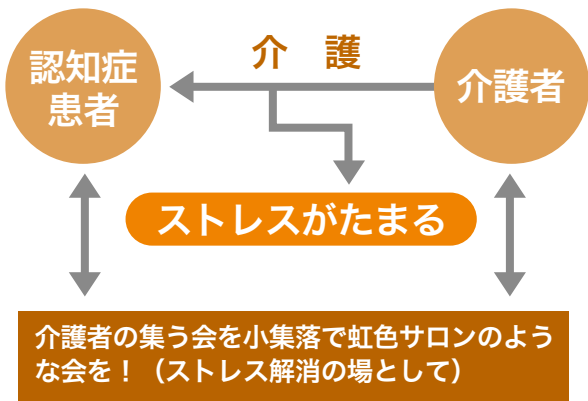 認知症
患者
介　護
介護者
ストレスがたまる
介護者の集う会を小集落で虹色サロンのよう
な会を！（ストレス解消の場として）